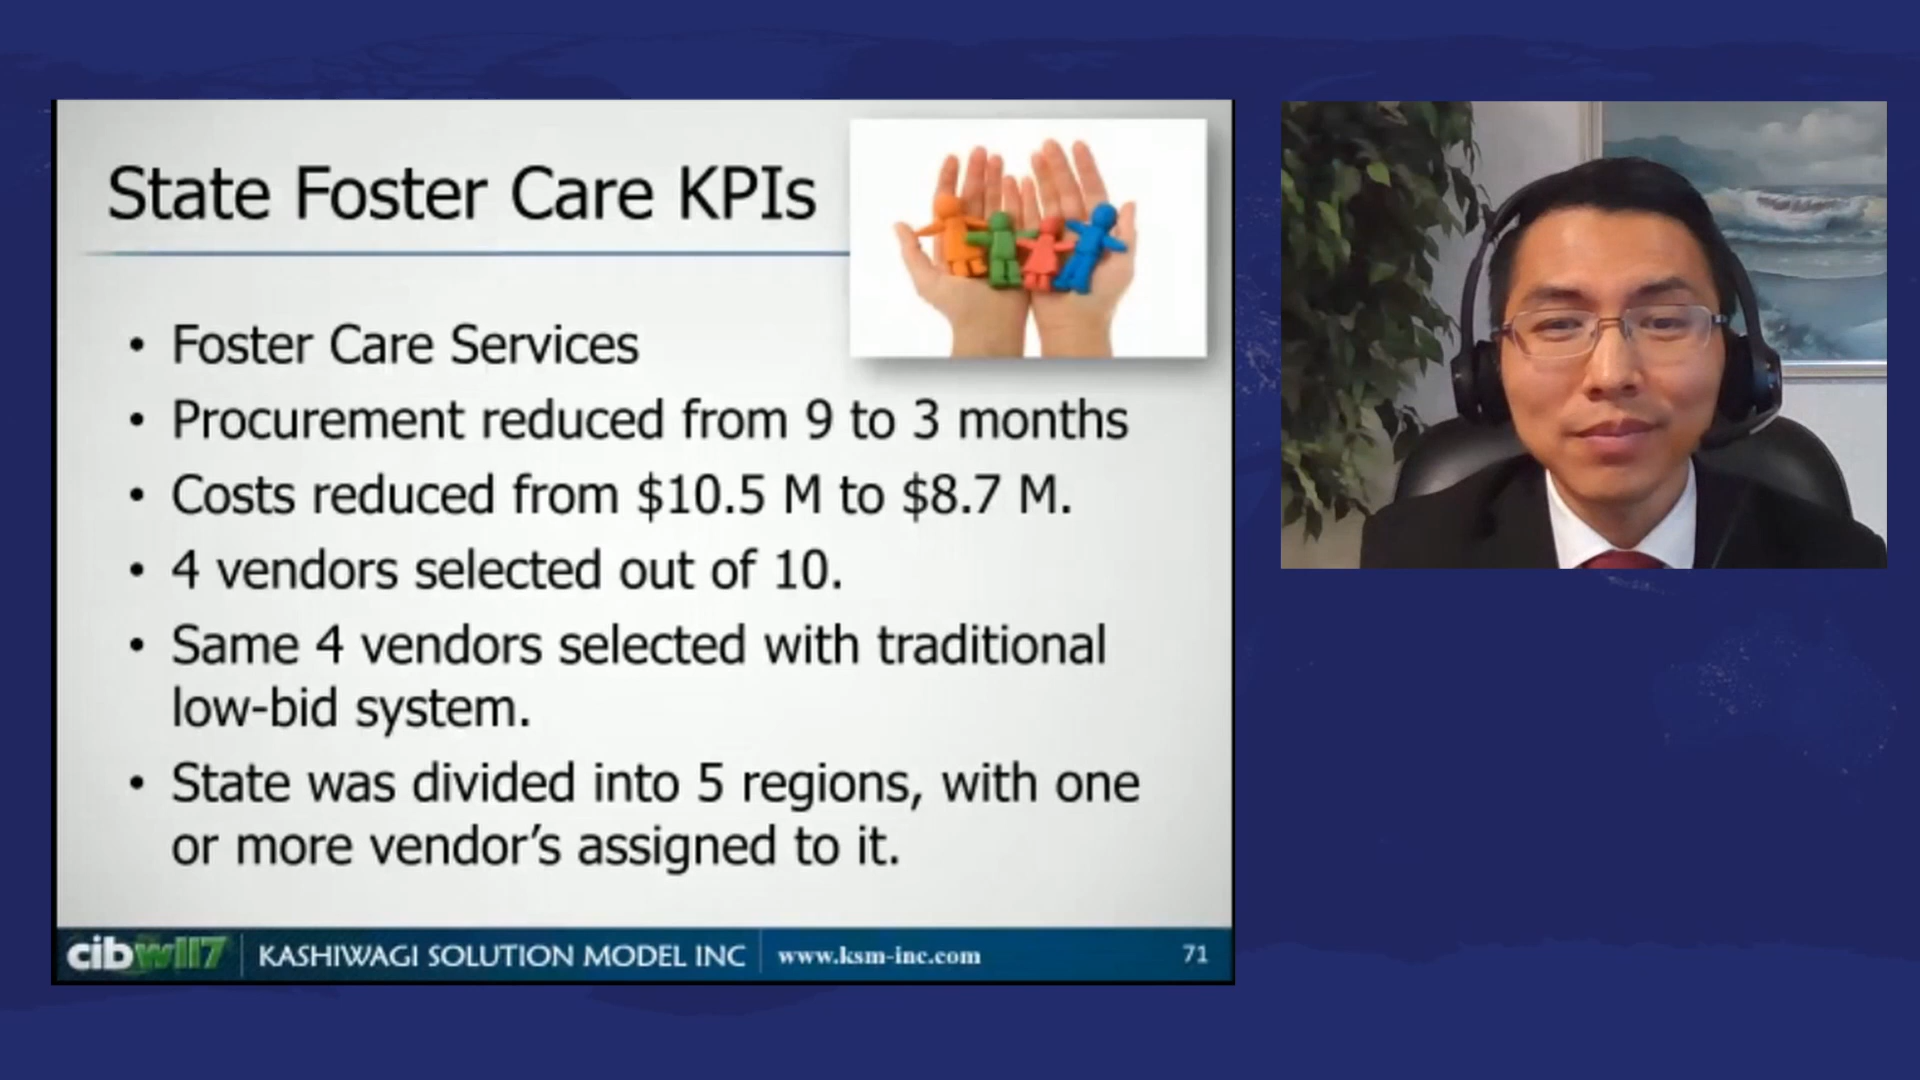 State Foster Care KPIs
• Foster Care Services
• Procurement reduced from 9 to 3 months
• Costs reduced from $10.5 M to $8.7 M.
• 4 vendors selected out of 10.
• Same 4 vendors selected with traditional
low-bid system.
• State was divided into 5 regions, with one
or more vendor’s assigned to it.
cibw117 KASHIWAGI SOLUTION MODEL INC www.ksm-inc.com 71